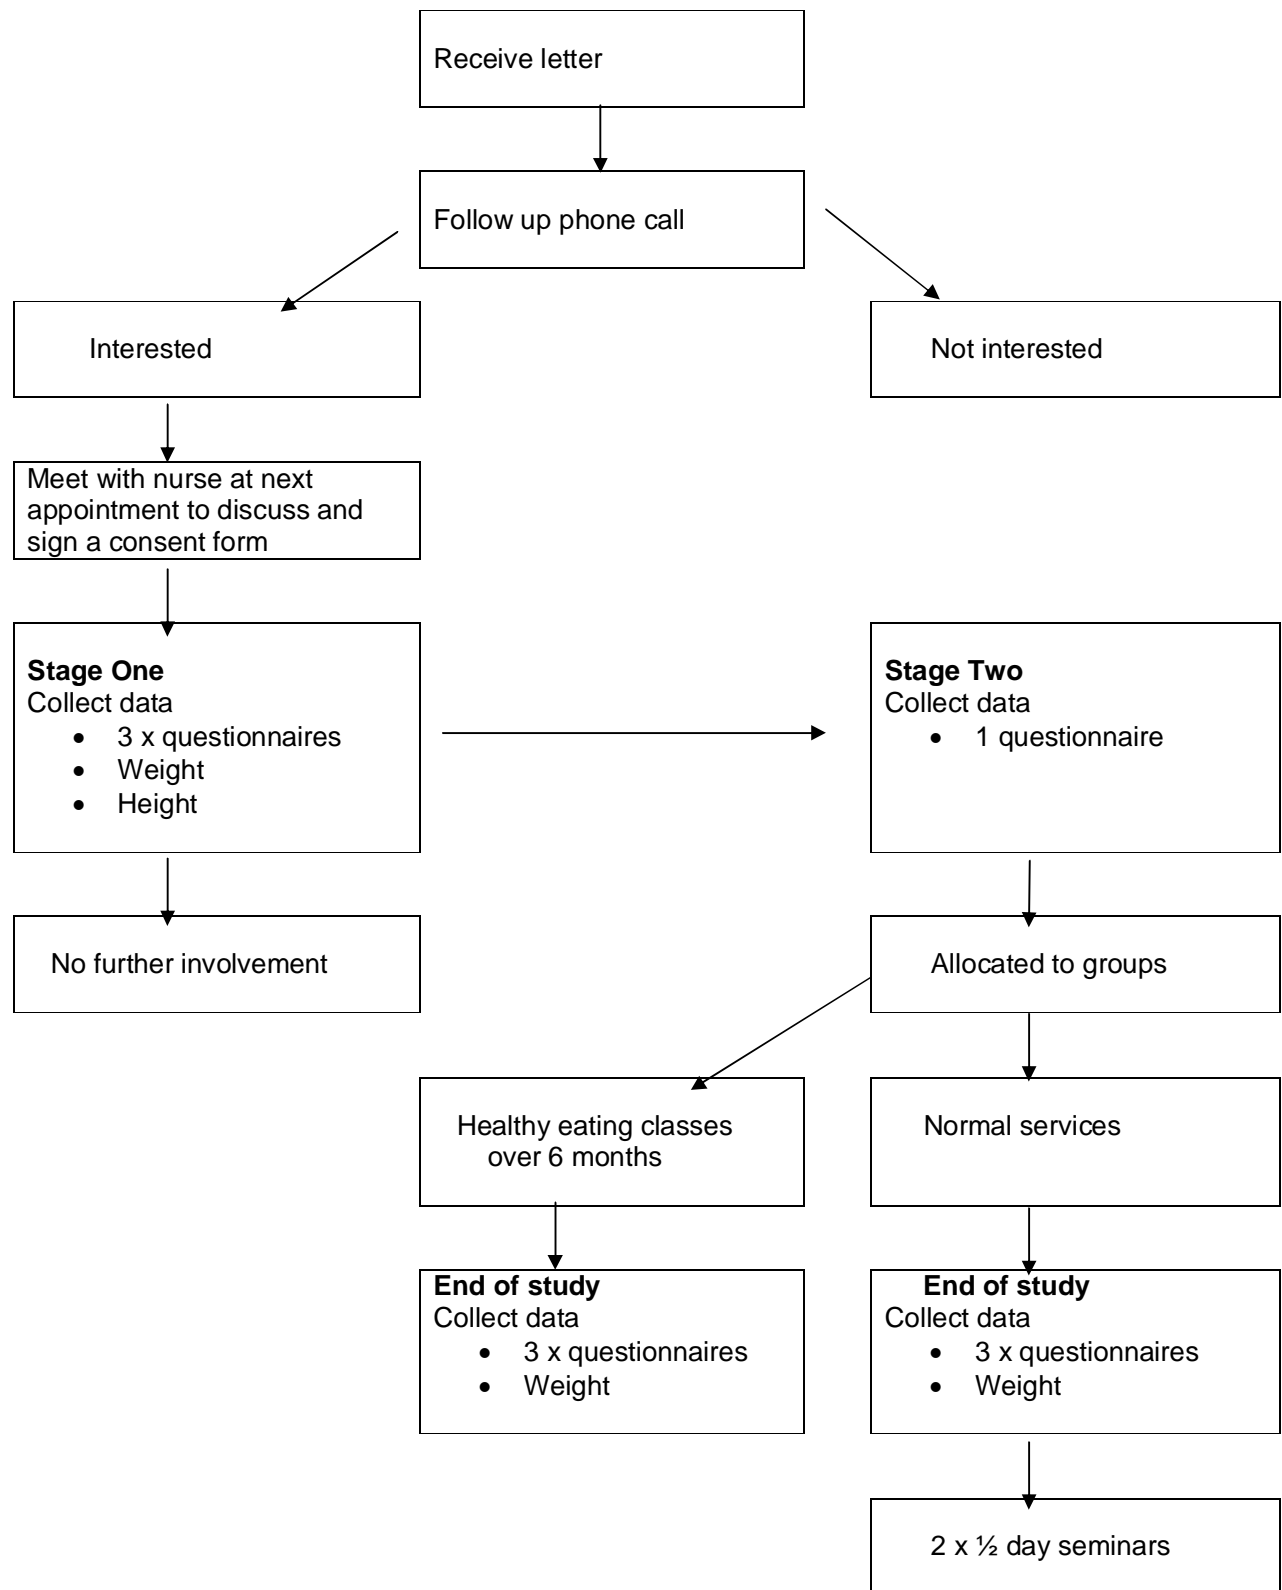 Receive letter
Follow up phone call
Interested
Not interested
Meet with nurse at next
appointment to discuss and
sign a consent form
Stage One
Collect data
• 3 x questionnaires
• Weight
• Height
Stage Two
Collect data
• 1 questionnaire
No further involvement
Allocated to groups
Healthy eating classes
over 6 months
Normal services
End of study
Collect data
• 3 x questionnaires
• Weight
End of study
Collect data
• 3 x questionnaires
• Weight
2 x ½ day seminars